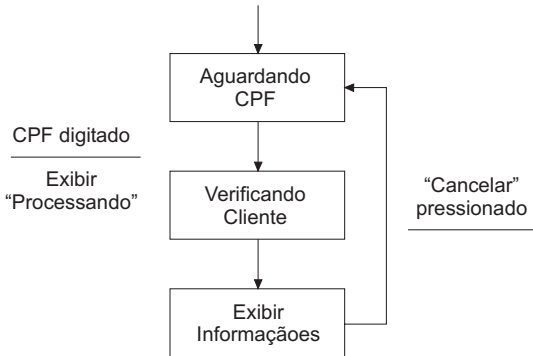 Aguardando
CPF
CPF digitado
Exibir
“Processando”
Verificando
Cliente
“Cancelar”
pressionado
Exibir
Informaçãoes